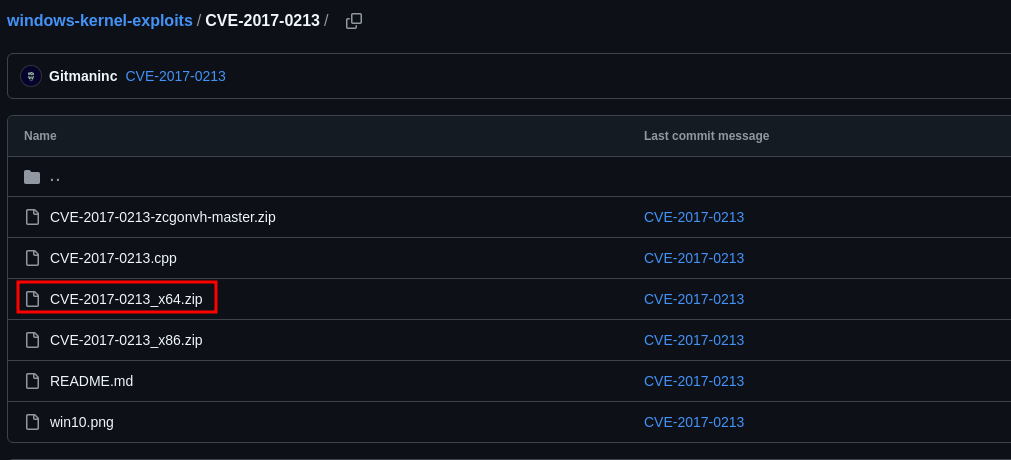 windows-kernel-exploits / CVE-2017-0213 /
Gitmaninc CVE-2017-0213
Name Last commit message
..
CVE-2017-0213-zcgonvh-master.zip CVE-2017-0213
CVE-2017-0213.cpp CVE-2017-0213
CVE-2017-0213_x64.zip CVE-2017-0213
CVE-2017-0213_x86.zip CVE-2017-0213
README.md CVE-2017-0213
win10.png CVE-2017-0213